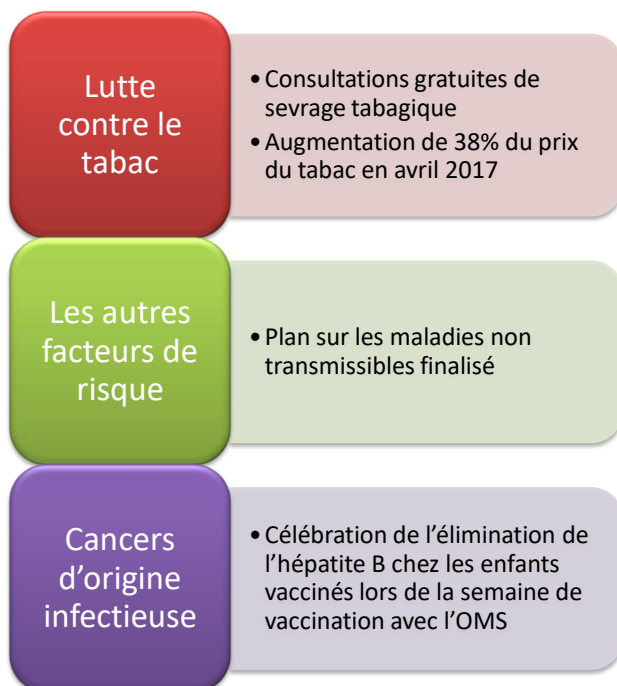 Lutte
contre le
tabac
• Consultations gratuites de
sevrage tabagique
• Augmentation de 38% du prix
du tabac en avril 2017
Les autres
facteurs de
risque
• Plan sur les maladies non
transmissibles finalisé
Cancers
d’origine
infectieuse
• Célébration de l’élimination de
l’hépatite B chez les enfants
vaccinés lors de la semaine de
vaccination avec l’OMS